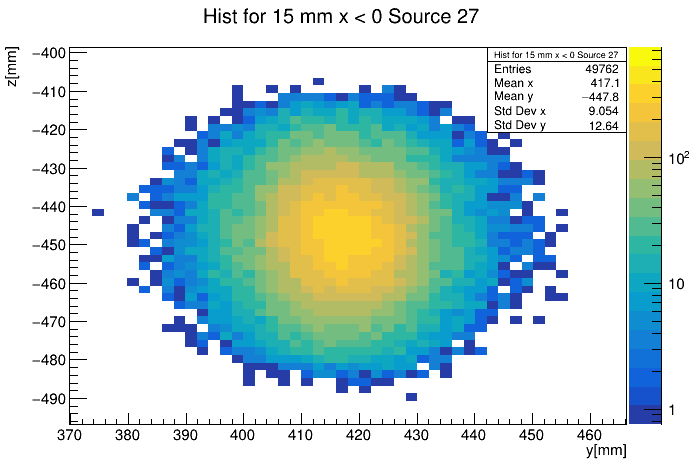 Hist for 15 mm x < 0 Source 27
z[mm]
−400
−410
−420
−430
−440
−450
−460
−470
−480
−490
370 380 390 400 410 420 430 440 450 460
y[mm]
Hist for 15 mm x < 0 Source 27
Entries 49762
Mean x 417.1
Mean y −447.8
Std Dev x 9.054
Std Dev y 12.64
10²
10
1